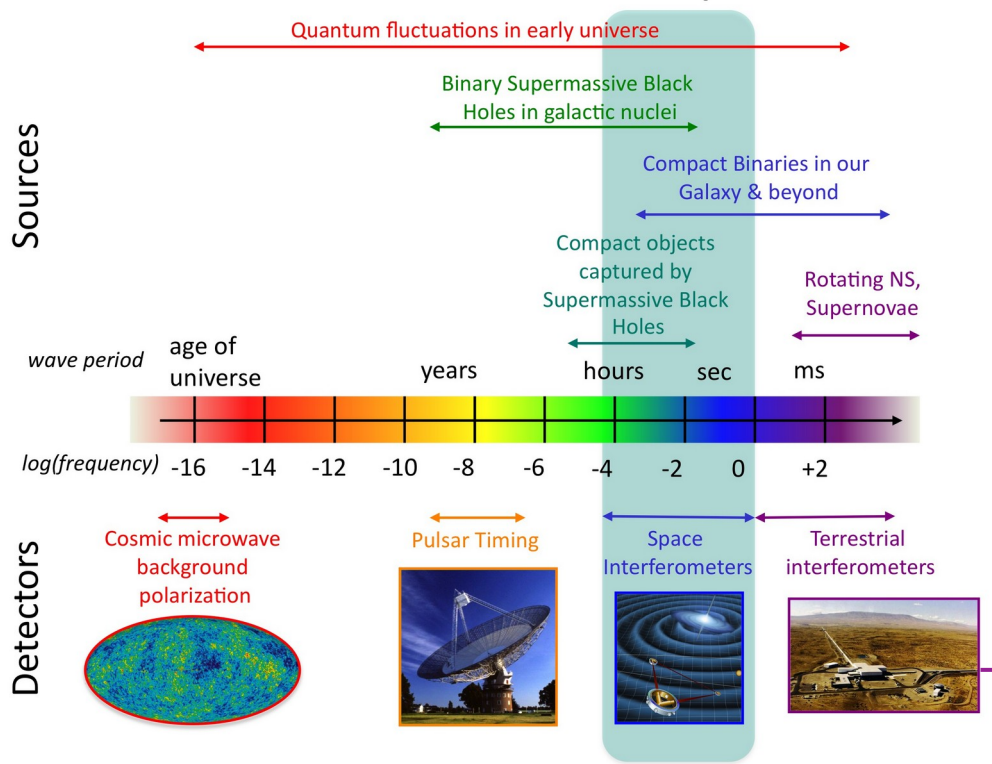 Quantum fluctuations in early universe
Binary Supermassive Black
Holes in galactic nuclei
Compact Binaries in our
Galaxy & beyond
Compact objects
captured by
Supermassive Black
Holes
Rotating NS,
Supernovae
Sources
wave period
age of
universe
years
hours
sec
ms
log(frequency)
-16 -14 -12 -10 -8 -6 -4 -2 0 +2
Detectors
Cosmic microwave
background
polarization
Pulsar Timing
Space
Interferometers
Terrestrial
interferometers